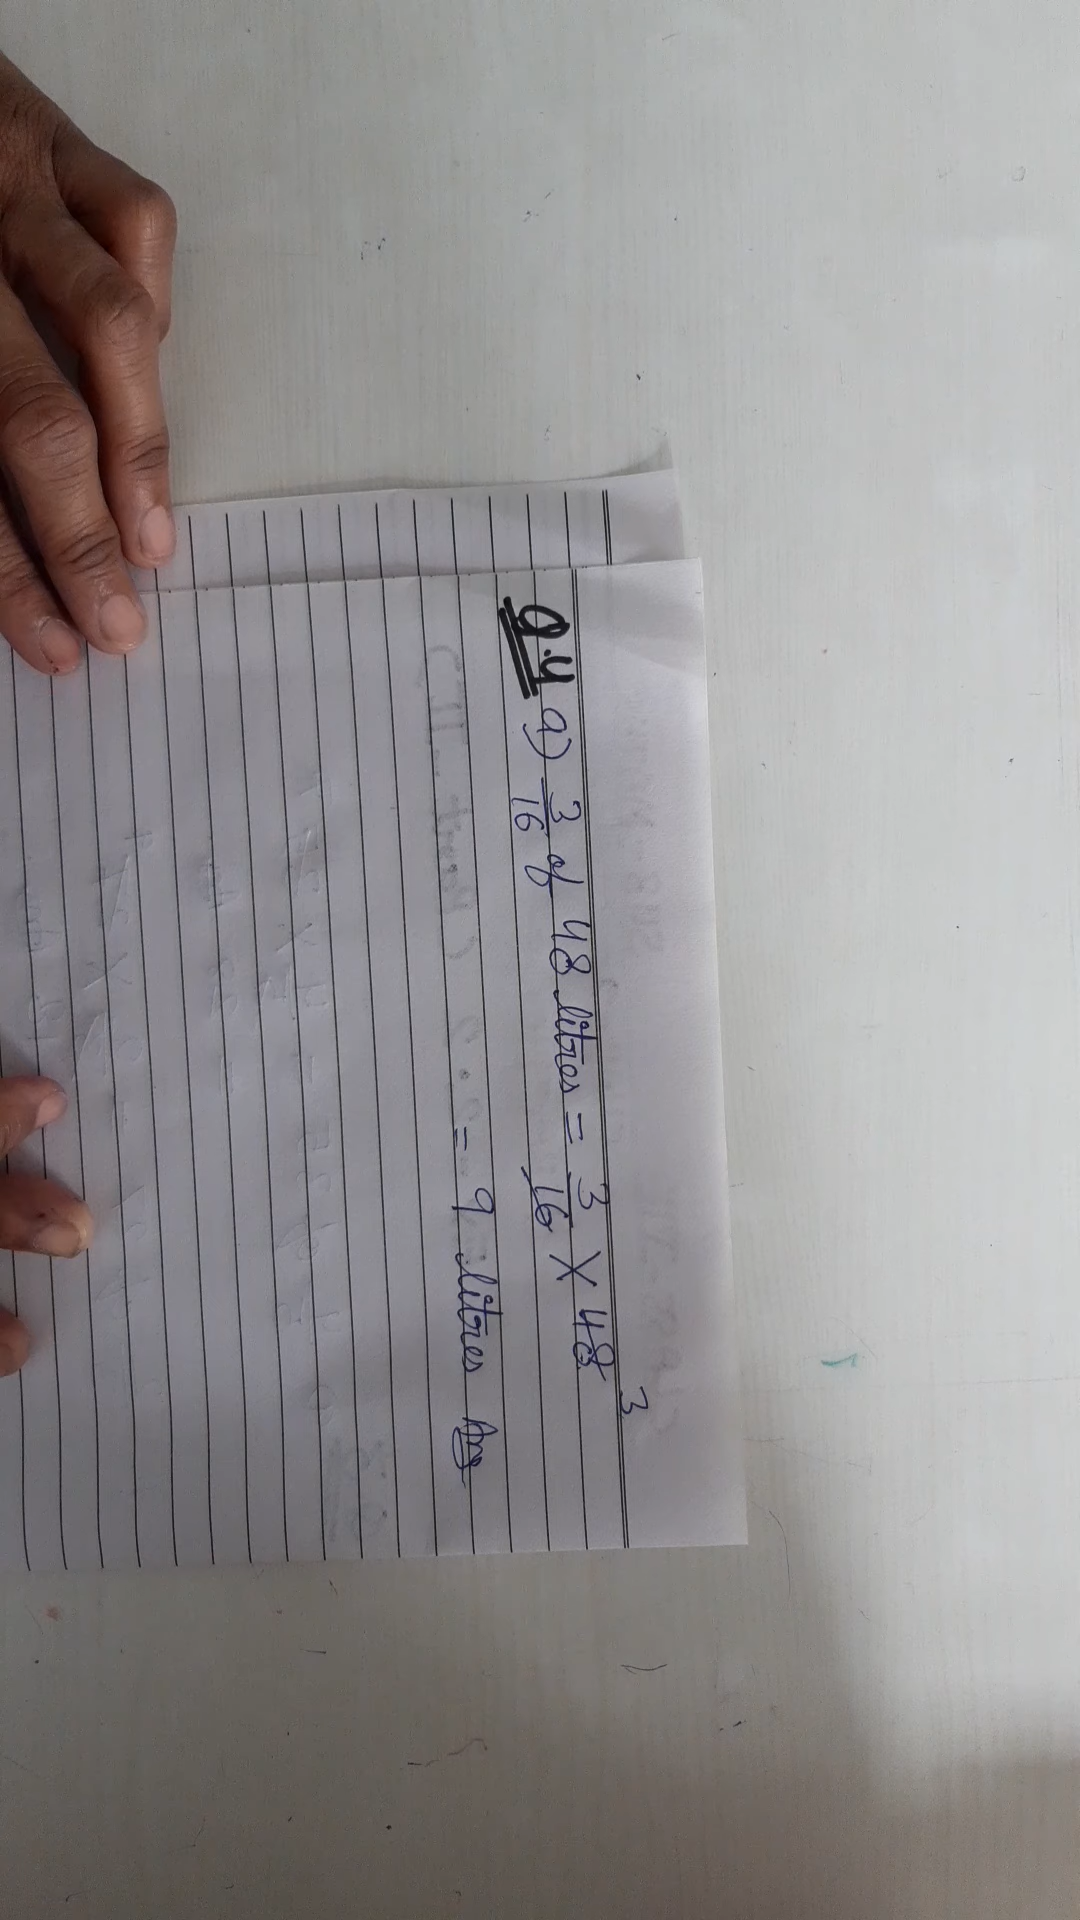 Q.4 a) 3/16 of 48 litres = 3/16 × 48 3
= 9 litres Ans